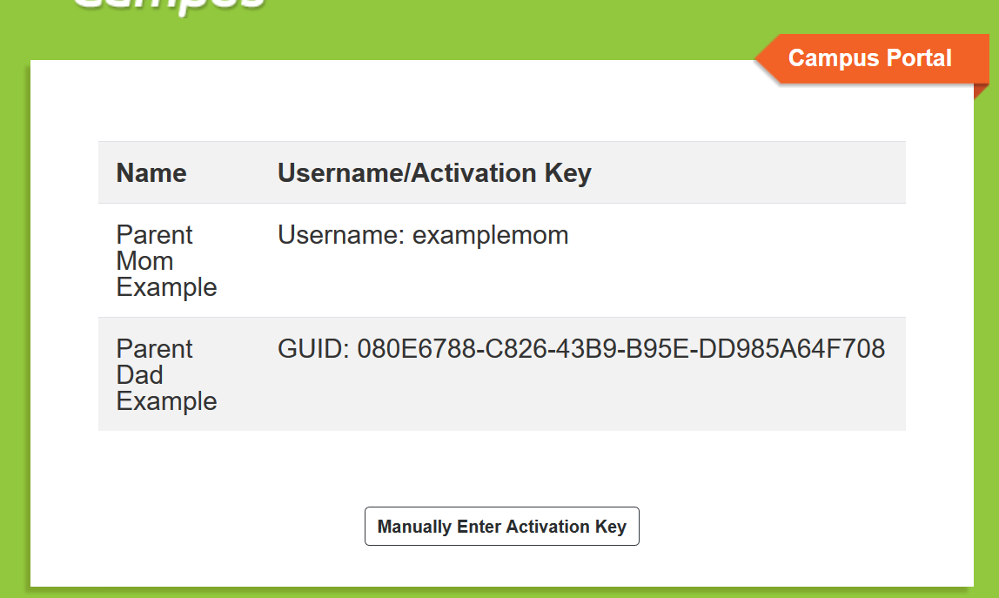 Campus
Campus Portal
Name Username/Activation Key
Parent Username: examplemom
Mom
Example
Parent GUID: 080E6788-C826-43B9-B95E-DD985A64F708
Dad
Example
Manually Enter Activation Key